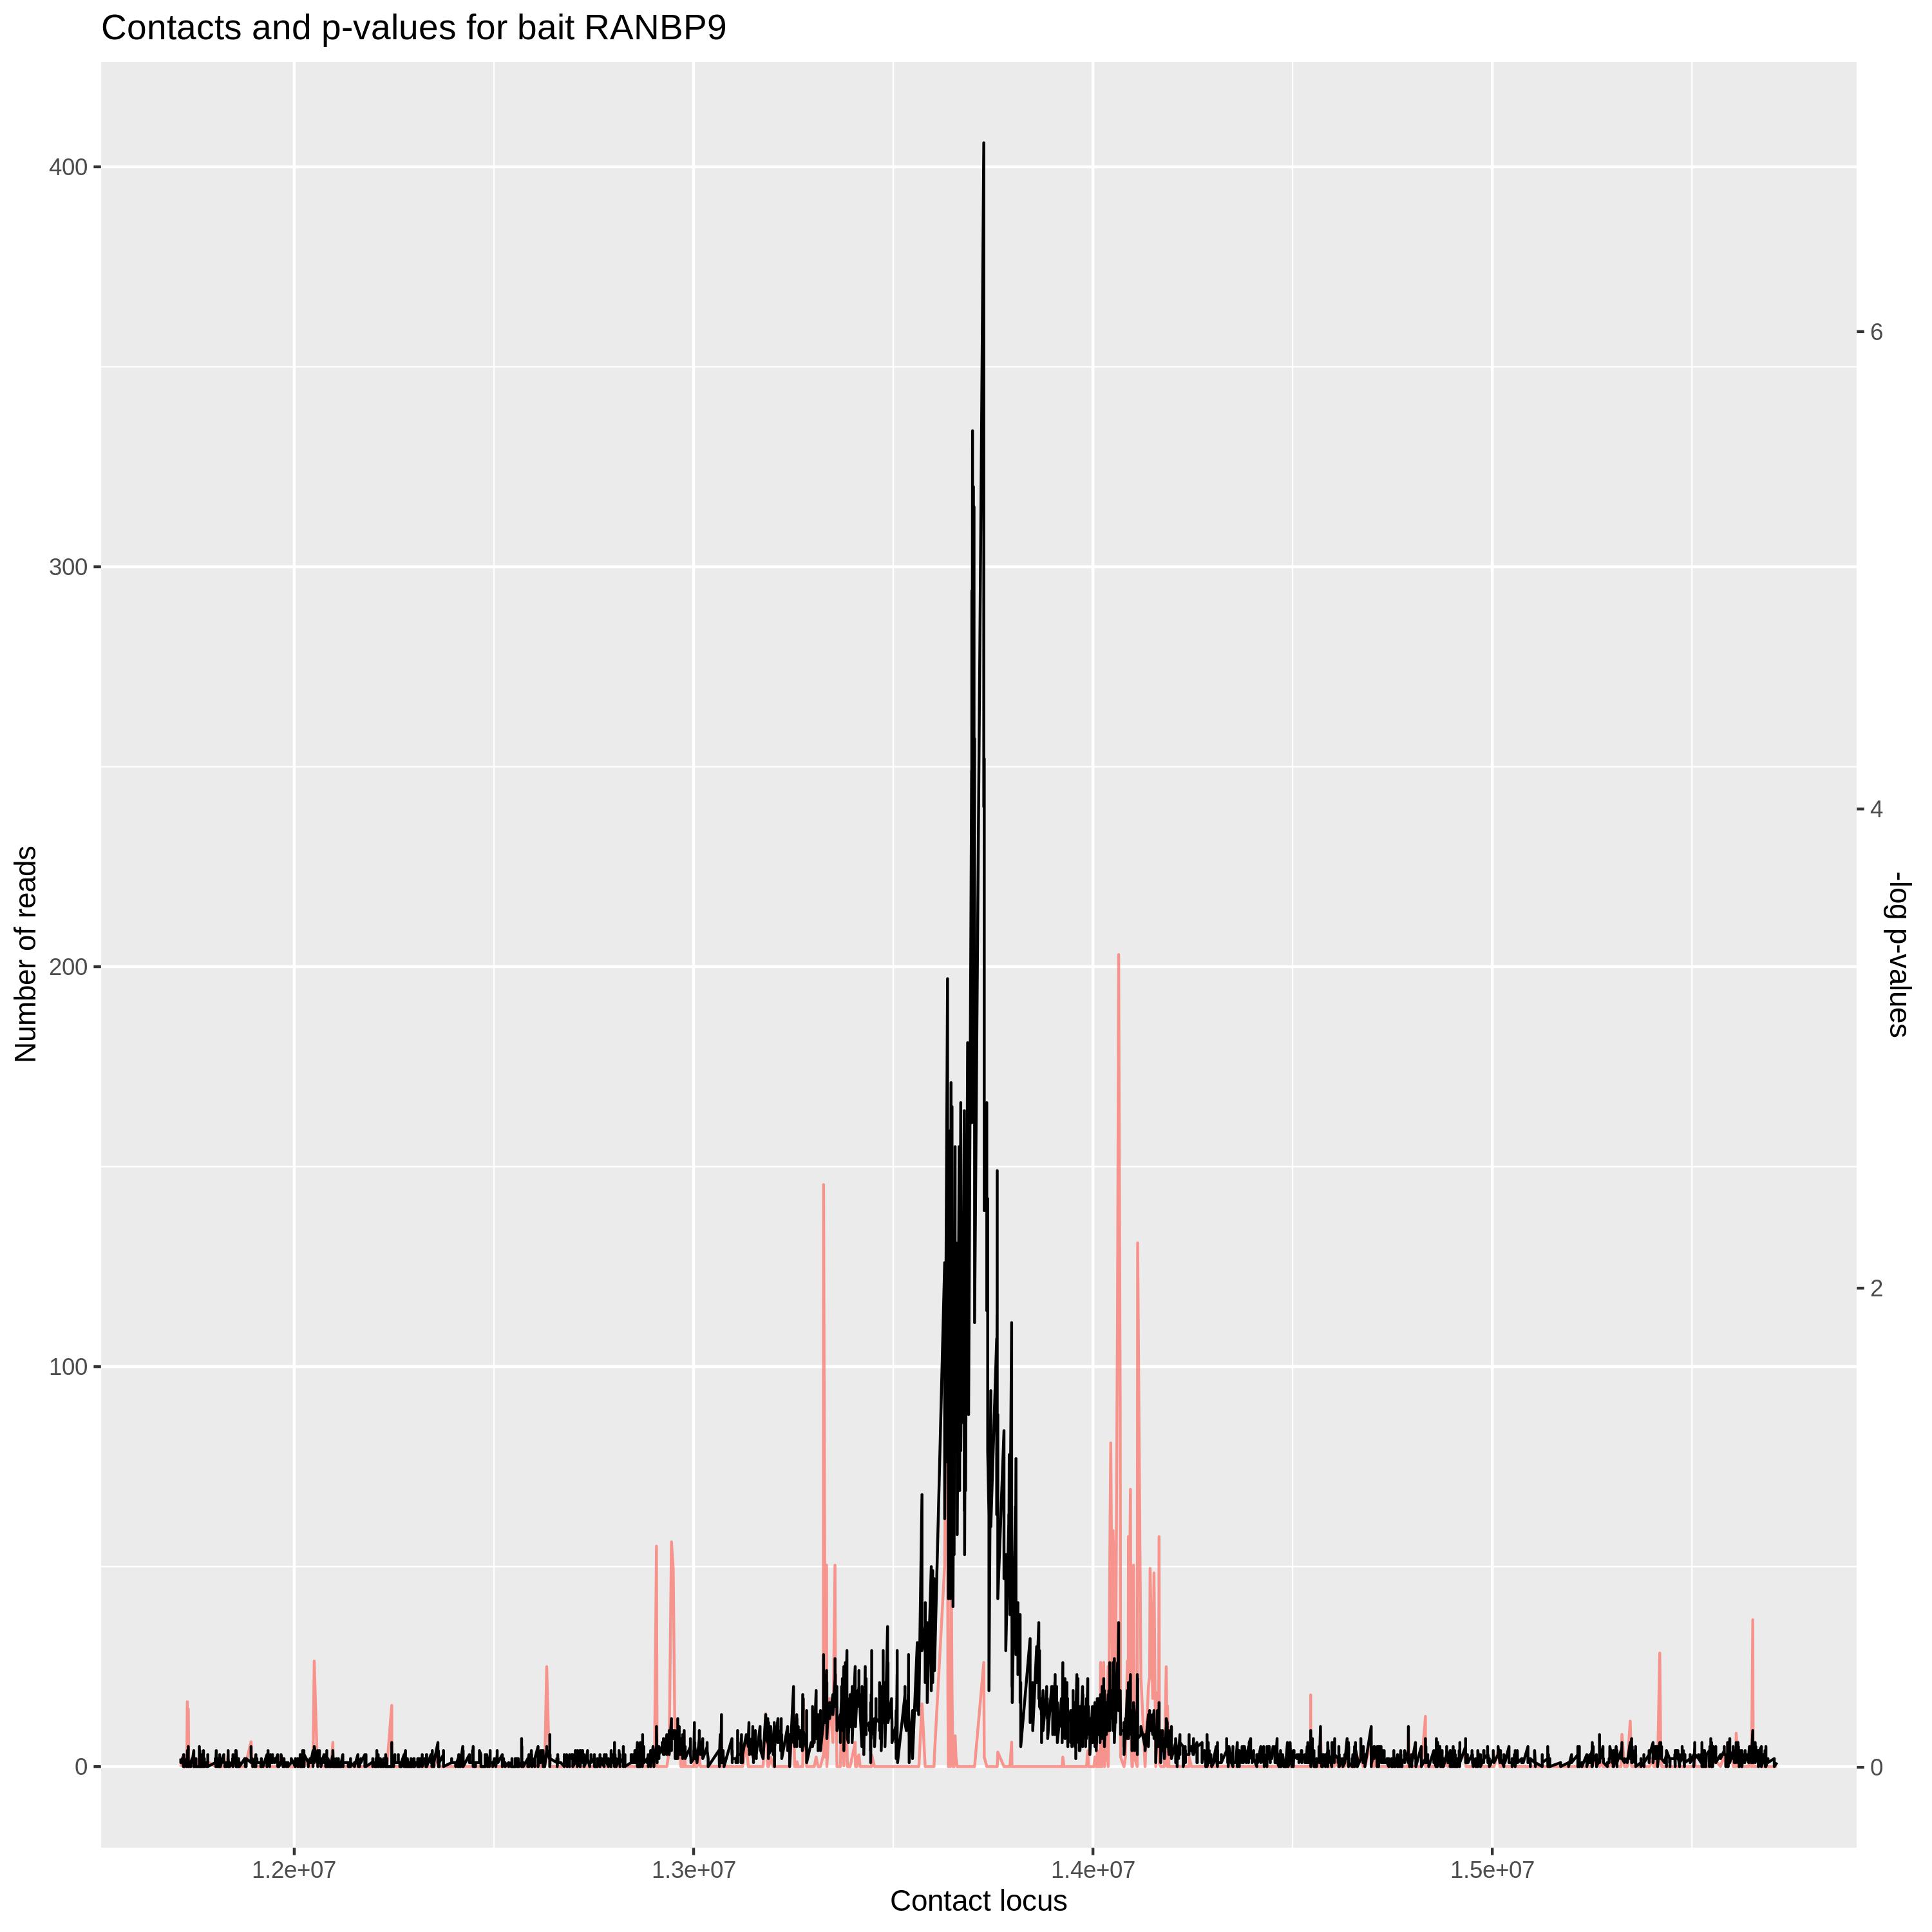 Contacts and p-values for bait RANBP9
400
300
200
100
0
Number of reads
6
4
2
0
-log p-values
1.2e+07 1.3e+07 1.4e+07 1.5e+07
Contact locus